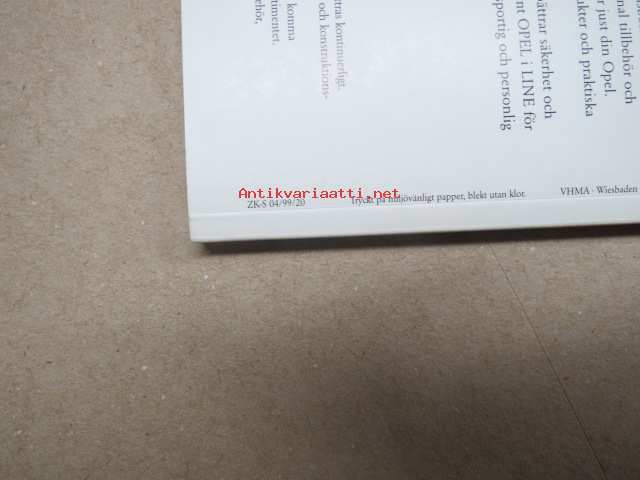 nal tillbehör och
r just din Opel.
kter och praktiska
ättrar säkerhet och
nt OPEL i LINE för
portig och personlig
ttras kontinuerligt.
och konstruktions-
komma
timentet.
ehör,
Antikvariaatti.net
ZK-S 04/99/20 Tryckt på miljövänligt papper, blekt utan klor. VHMA · Wiesbaden